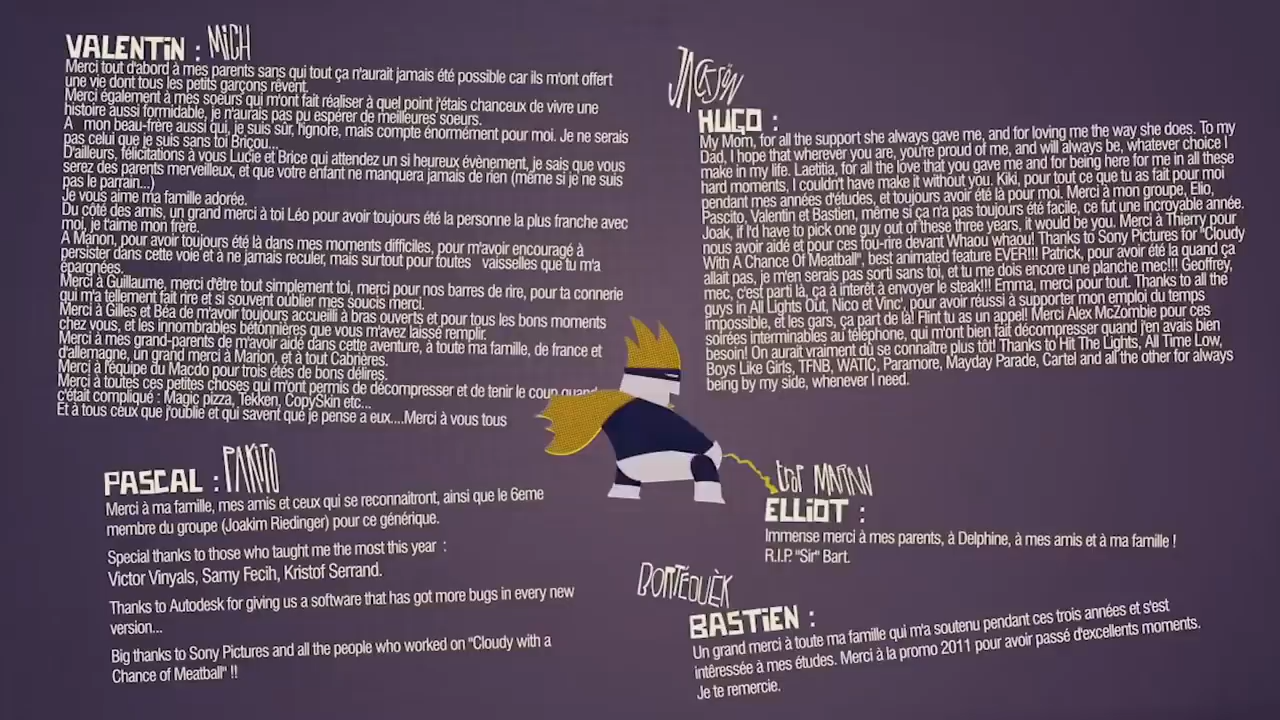 VALENTIN : MICH
Merci tout d'abord à mes parents sans qui tout ça n'aurait jamais été possible car ils m'ont offert
une vie dont tous les petits garçons rêvent.
Merci également à mes soeurs qui m'ont fait réaliser à quel point j'étais chanceux de vivre une
histoire aussi formidable, je n'aurais pas pu espérer de meilleures soeurs.
A mon beau-frère aussi qui, je suis sûr, l'ignore, mais compte énormément pour moi. Je ne serais
pas celui que je suis sans toi Briçou...
D'ailleurs, félicitations à vous Lucie et Brice qui attendez un si heureux évènement, je sais que vous
serez des parents merveilleux, et que votre enfant ne manquera jamais de rien (même si je ne suis
pas le parrain...)
Je vous aime ma famille adorée.
Du côté des amis, un grand merci à toi Léo pour avoir toujours été la personne la plus franche avec
moi, je t'aime mon frère.
A Manon, pour avoir toujours été là dans mes moments difficiles, pour m'avoir encouragé à
persister dans cette voie et à ne jamais reculer, mais surtout pour toutes vaisselles que tu m'a
épargnées.
Merci à Guillaume, merci d'être tout simplement toi, merci pour nos barres de rire, pour ta connerie
qui m'a tellement fait rire et si souvent oublier mes soucis merci.
Merci à Gilles et Béa de m'avoir toujours accueilli à bras ouverts et pour tous les bons moments
chez vous, et les innombrables bétonnières que vous m'avez laissé remplir.
Merci à mes grand-parents de m'avoir aidé dans cette aventure, à toute ma famille, de france et
d'allemagne, un grand merci à Marion, et à tout Cabrières.
Merci à l'équipe du Macdo pour trois étés de bons délires.
Merci à toutes ces petites choses qui m'ont permis de décompresser et de tenir le coup quand
c'était compliqué : Magic pizza, Tekken, CopySkin etc...
Et à tous ceux que j'oublie et qui savent que je pense a eux....Merci à vous tous
JACKSON
HUGO :
My Mom, for all the support she always gave me, and for loving me the way she does. To my
Dad, I hope that wherever you are, you're proud of me, and will always be, whatever choice I
make in my life. Laetitia, for all the love that you gave me and for being here for me in all these
hard moments, I couldn't have make it without you. Kiki, pour tout ce que tu as fait pour moi
pendant mes années d'études, et toujours avoir été là pour moi. Merci à mon groupe, Elio,
Pascito, Valentin et Bastien, même si ça n'a pas toujours été facile, ce fut une incroyable année.
Joak, if I'd have to pick one guy out of these three years, it would be you. Merci à Thierry pour
nous avoir aidé et pour ces fou-rire devant Whaou whaou! Thanks to Sony Pictures for "Cloudy
With A Chance Of Meatball", best animated feature EVER!!! Patrick, pour avoir été la quand ça
allait pas, je m'en serais pas sorti sans toi, et tu me dois encore une planche mec!!! Geoffrey,
mec, c'est parti là, ça à intérêt à envoyer le steak!!! Emma, merci pour tout. Thanks to all the
guys in All Lights Out, Nico et Vinc', pour avoir réussi à supporter mon emploi du temps
impossible, et les gars, ça part de là! Flint tu as un appel! Merci Alex McZombie pour ces
soirées interminables au téléphone, qui m'ont bien fait décompresser quand j'en avais bien
besoin! On aurait vraiment dû se connaître plus tôt! Thanks to Hit The Lights, All Time Low,
Boys Like Girls, TFNB, WATIC, Paramore, Mayday Parade, Cartel and all the other for always
being by my side, whenever I need.
PASCAL : PAKITO
Merci à ma famille, mes amis et ceux qui se reconnaitront, ainsi que le 6eme
membre du groupe (Joakim Riedinger) pour ce générique.
Special thanks to those who taught me the most this year :
Victor Vinyals, Samy Fecih, Kristof Serrand.
Thanks to Autodesk for giving us a software that has got more bugs in every new
version...
Big thanks to Sony Pictures and all the people who worked on "Cloudy with a
Chance of Meatball" !!
ELLIOT :
Immense merci à mes parents, à Delphine, à mes amis et à ma famille !
R.I.P. "Sir" Bart.
BASTIEN :
Un grand merci à toute ma famille qui m'a soutenu pendant ces trois années et s'est
intêressée à mes études. Merci à la promo 2011 pour avoir passé d'excellents moments.
Je te remercie.